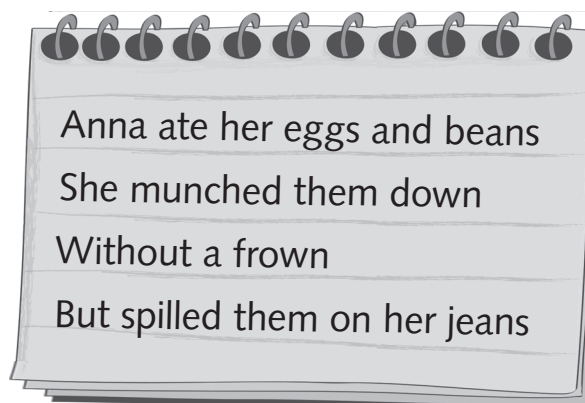 Anna ate her eggs and beans
She munched them down
Without a frown
But spilled them on her jeans